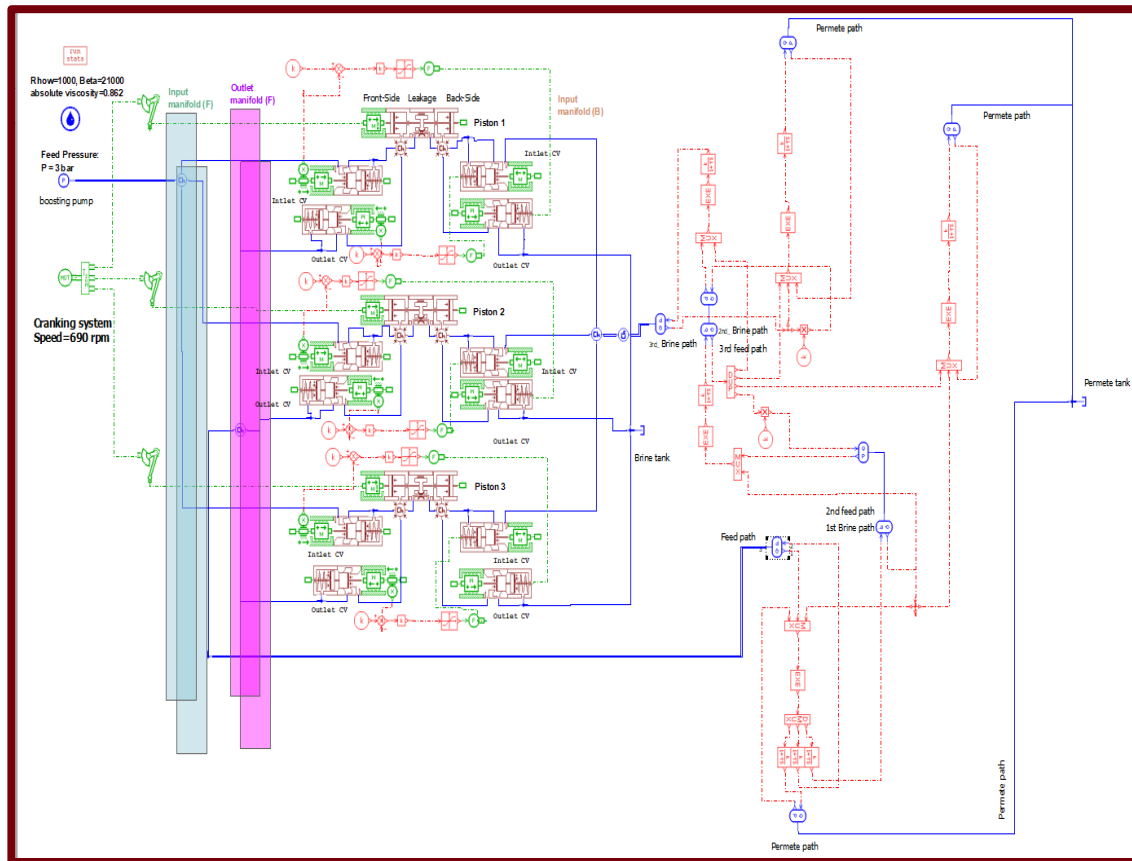 run
stats
Rhow=1000, Beta=21000
absolute viscosity=0.862
Feed Pressure:
P = 3 bar
boosting pump
Cranking system
Speed=690 rpm
Input
manifold (F)
Outlet
manifold (F)
Front-Side Leakage Back-Side
Input
manifold (B)
Piston 1
Intlet CV
Intlet CV
Outlet CV
Outlet CV
Piston 2
Intlet CV
Intlet CV
Outlet CV
Outlet CV
Brine tank
Piston 3
Intlet CV
Intlet CV
Outlet CV
Outlet CV
Permete path
Permete path
3rd, Brine path
2nd, Brine path
3rd feed path
Permete tank
2nd feed path
1st Brine path
Feed path
MUX
EXE
Permete path
Permete path